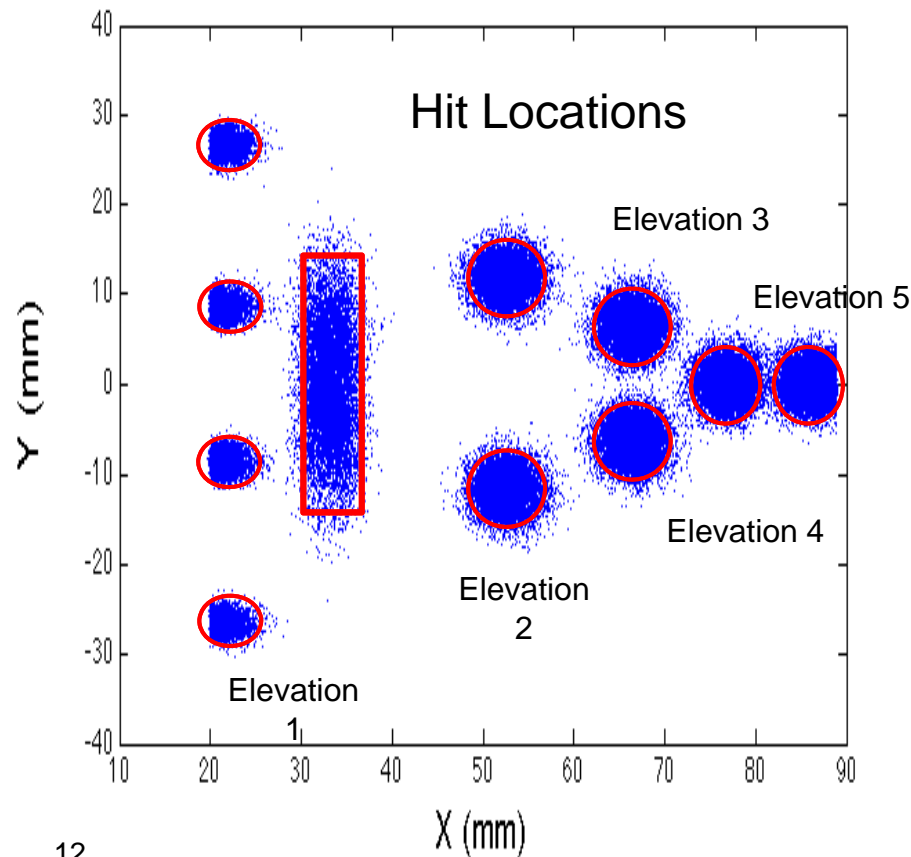 40
30
Hit Locations
20
Elevation 3
10
Elevation 5
0
Y (mm)
-10
Elevation 4
-20
Elevation
2
-30
Elevation
1
-40
10 20 30 40 50 60 70 80 90
X (mm)
12